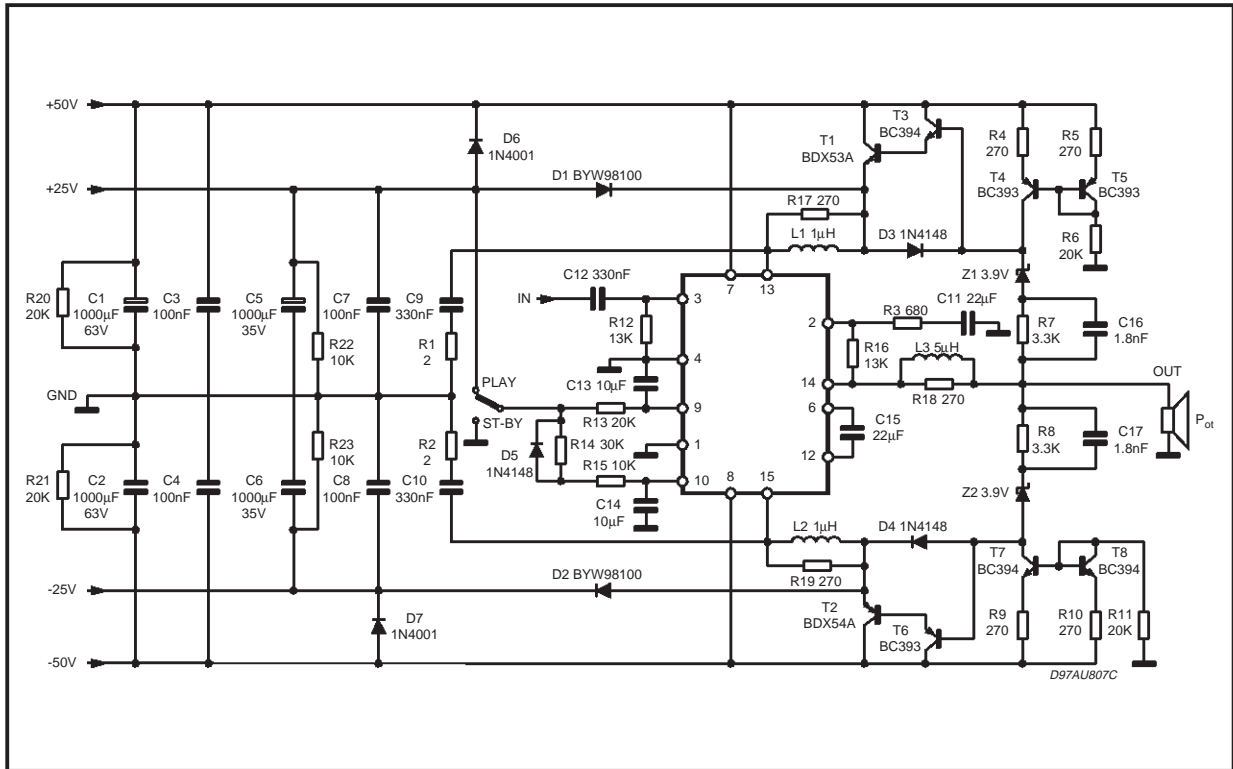 +50V
+25V
GND
-25V
-50V
R20
20K
C1
1000µF
63V
C3
100nF
C5
1000µF
35V
R22
10K
C7
100nF
C9
330nF
R1
2
R21
20K
C2
1000µF
63V
C4
100nF
C6
1000µF
35V
R23
10K
C8
100nF
C10
330nF
R2
2
D6
1N4001
D1 BYW98100
D2 BYW98100
D7
1N4001
PLAY
ST-BY
IN
C12 330nF
R12
13K
C13 10µF
R13 20K
R14 30K
D5
1N4148
R15 10K
C14
10µF
3
4
9
1
10
7
13
8
15
2
14
6
12
R17 270
L1 1µH
D3 1N4148
T1
BDX53A
T3
BC394
R4
270
R5
270
T4
BC393
T5
BC393
R6
20K
Z1 3.9V
R3 680
C11 22µF
R16
13K
L3 5µH
R18 270
C15
22µF
R7
3.3K
C16
1.8nF
OUT
Pot
R8
3.3K
C17
1.8nF
Z2 3.9V
L2 1µH
D4 1N4148
R19 270
T2
BDX54A
T6
BC393
T7
BC394
T8
BC394
R9
270
R10
270
R11
20K
D97AU807C